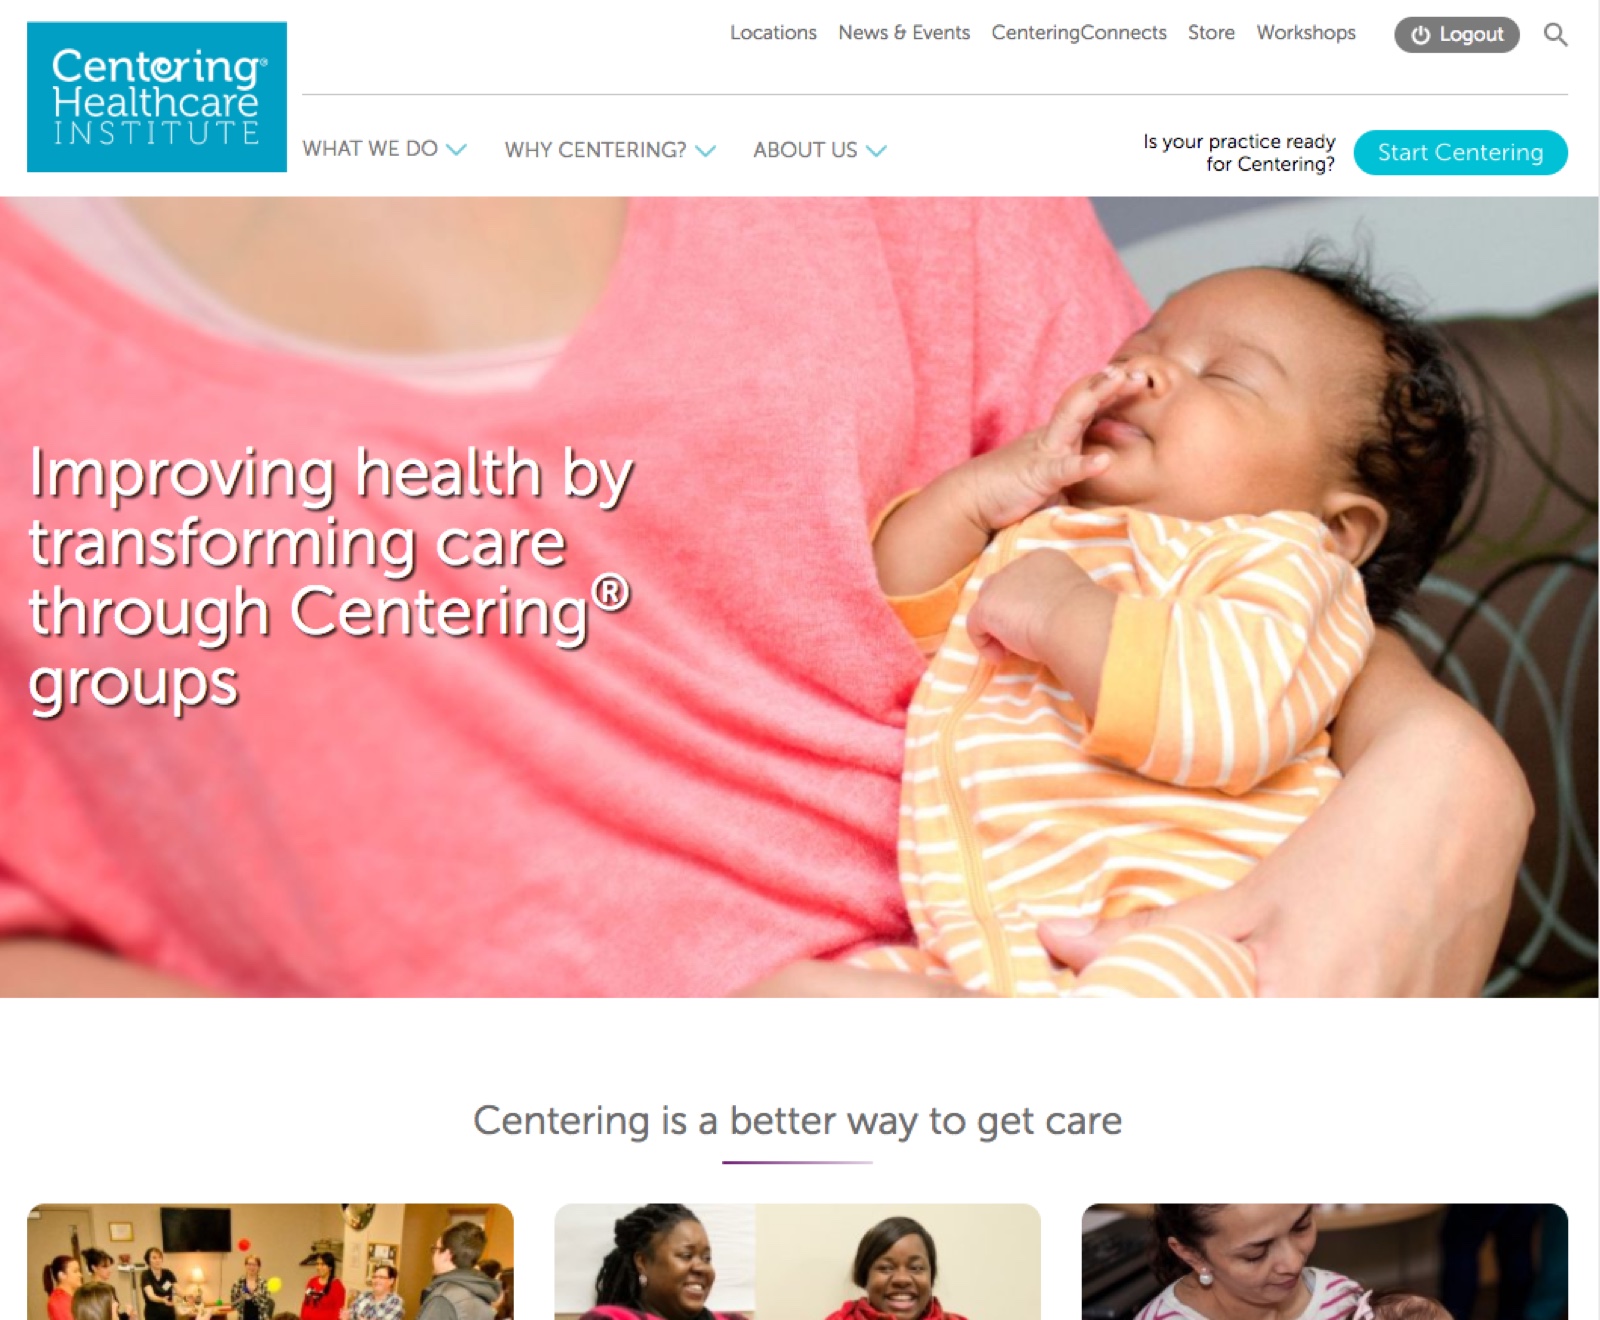 Locations News & Events CenteringConnects Store Workshops Logout
Centering®
Healthcare
INSTITUTE
WHAT WE DO WHY CENTERING? ABOUT US
Is your practice ready
for Centering?
Start Centering
Improving health by
transforming care
through Centering®
groups
Centering is a better way to get care